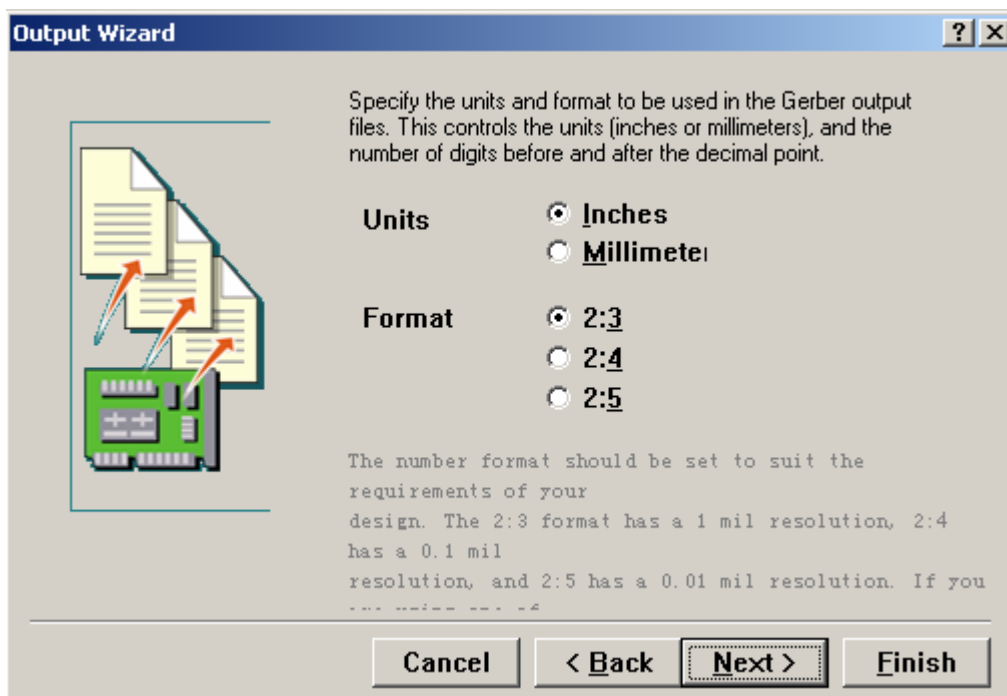 Output Wizard
Specify the units and format to be used in the Gerber output
files. This controls the units (inches or millimeters), and the
number of digits before and after the decimal point.
Units
Inches
Millimete
Format
2:3
2:4
2:5
The number format should be set to suit the
requirements of your
design. The 2:3 format has a 1 mil resolution, 2:4
has a 0.1 mil
resolution, and 2:5 has a 0.01 mil resolution. If you
Cancel
< Back
Next >
Finish